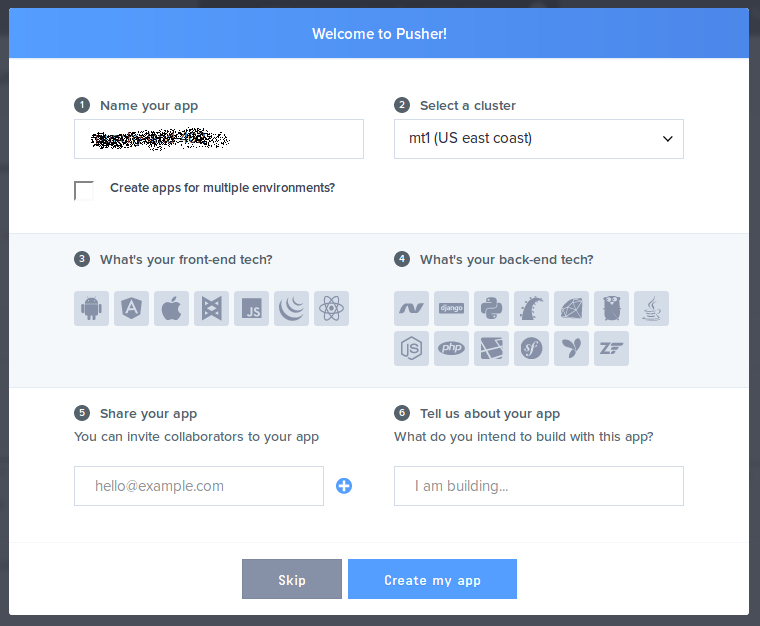 Welcome to Pusher!
1 Name your app
2 Select a cluster
mt1 (US east coast)
Create apps for multiple environments?
3 What's your front-end tech?
4 What's your back-end tech?
JS
django
JS
php
sf
ZF
5 Share your app
You can invite collaborators to your app
6 Tell us about your app
What do you intend to build with this app?
hello@example.com
I am building...
Skip
Create my app